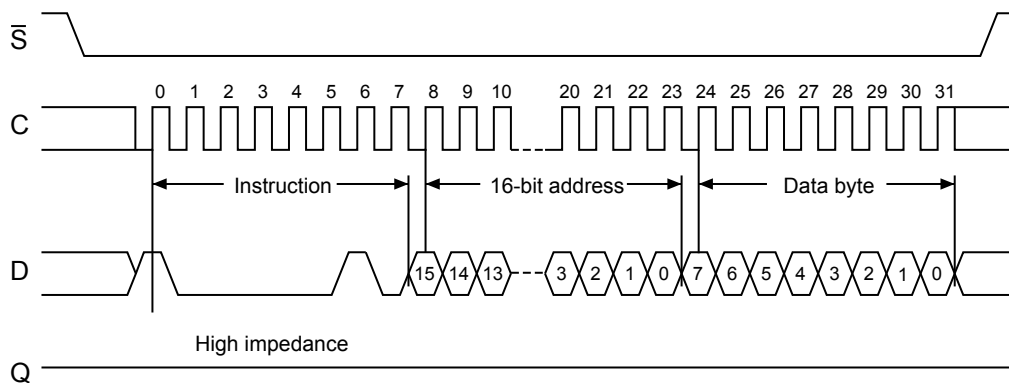 S̅
0 1 2 3 4 5 6 7 8 9 10 20 21 22 23 24 25 26 27 28 29 30 31
C
Instruction 16-bit address Data byte
D
15 14 13 3 2 1 0 7 6 5 4 3 2 1 0
High impedance
Q